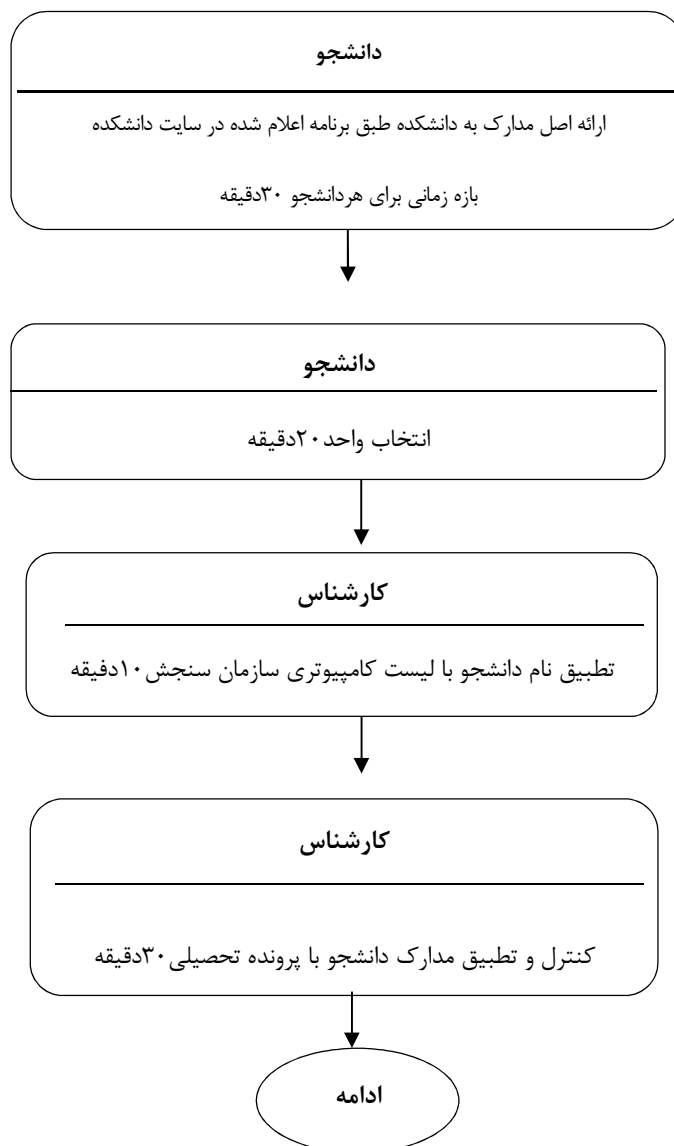 دانشجو
ارائه اصل مدارک به دانشکده طبق برنامه اعلام شده در سایت دانشکده
بازه زمانی برای هردانشجو ۳۰دقیقه
دانشجو
انتخاب واحد۲۰دقیقه
کارشناس
تطبیق نام دانشجو با لیست کامپیوتری سازمان سنجش۱۰دفیقه
کارشناس
کنترل و تطبیق مدارک دانشجو با پرونده تحصیلی۳۰دقیقه
ادامه